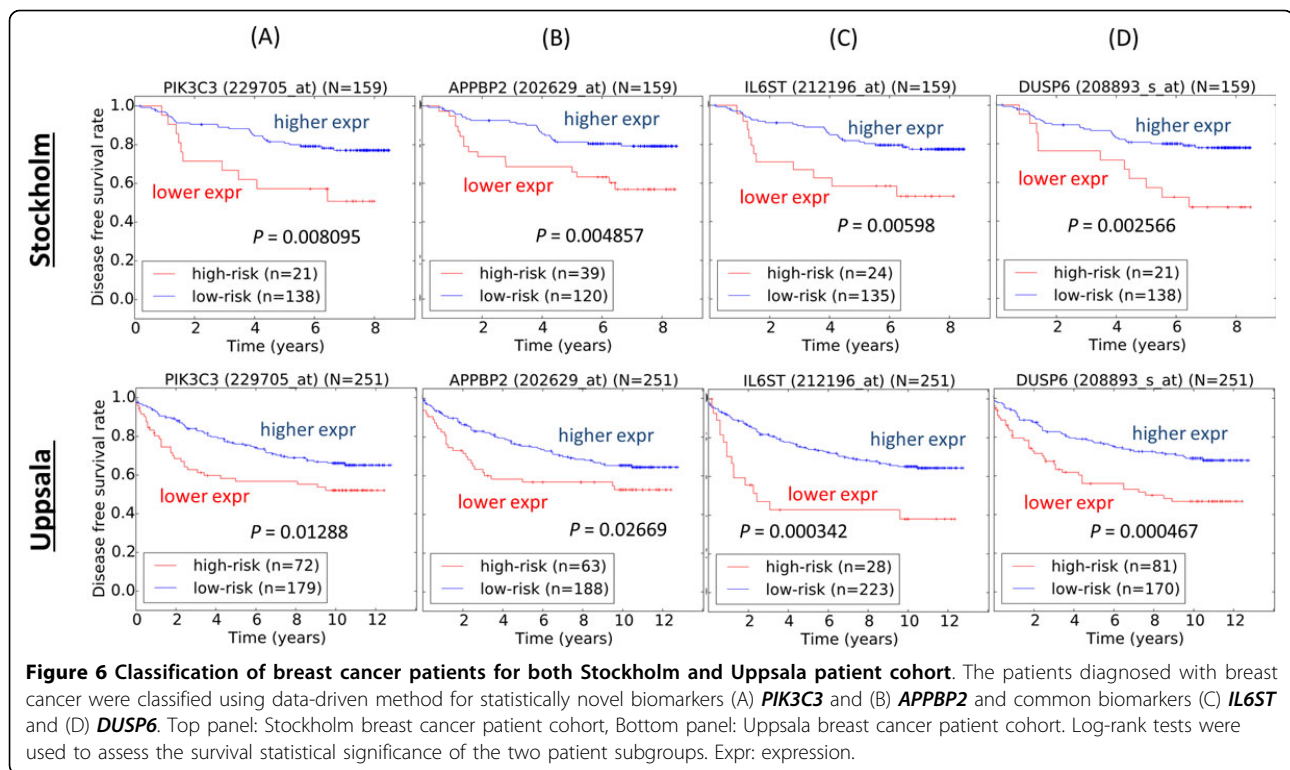 (A) (B) (C) (D)
Stockholm
PIK3C3 (229705_at) (N=159)
Disease free survival rate
1.0
0.8
0.6
0.4
0.2
0.0
higher expr
lower expr
P = 0.008095
high-risk (n=21)
low-risk (n=138)
0 2 4 6 8
Time (years)
APPBP2 (202629_at) (N=159)
higher expr
lower expr
P = 0.004857
high-risk (n=39)
low-risk (n=120)
2 4 6 8
Time (years)
IL6ST (212196_at) (N=159)
higher expr
lower expr
P = 0.00598
high-risk (n=24)
low-risk (n=135)
2 4 6 8
Time (years)
DUSP6 (208893_s_at) (N=159)
higher expr
lower expr
P = 0.002566
high-risk (n=21)
low-risk (n=138)
2 4 6 8
Time (years)
Uppsala
PIK3C3 (229705_at) (N=251)
Disease free survival rate
1.0
0.8
0.6
0.4
0.2
0.0
higher expr
lower expr
P = 0.01288
high-risk (n=72)
low-risk (n=179)
0 2 4 6 8 10 12
Time (years)
APPBP2 (202629_at) (N=251)
higher expr
lower expr
P = 0.02669
high-risk (n=63)
low-risk (n=188)
2 4 6 8 10 12
Time (years)
IL6ST (212196_at) (N=251)
higher expr
lower expr
P = 0.000342
high-risk (n=28)
low-risk (n=223)
2 4 6 8 10 12
Time (years)
DUSP6 (208893_s_at) (N=251)
higher expr
lower expr
P = 0.000467
high-risk (n=81)
low-risk (n=170)
2 4 6 8 10 12
Time (years)
Figure 6 Classification of breast cancer patients for both Stockholm and Uppsala patient cohort. The patients diagnosed with breast
cancer were classified using data-driven method for statistically novel biomarkers (A) PIK3C3 and (B) APPBP2 and common biomarkers (C) IL6ST
and (D) DUSP6. Top panel: Stockholm breast cancer patient cohort, Bottom panel: Uppsala breast cancer patient cohort. Log-rank tests were
used to assess the survival statistical significance of the two patient subgroups. Expr: expression.